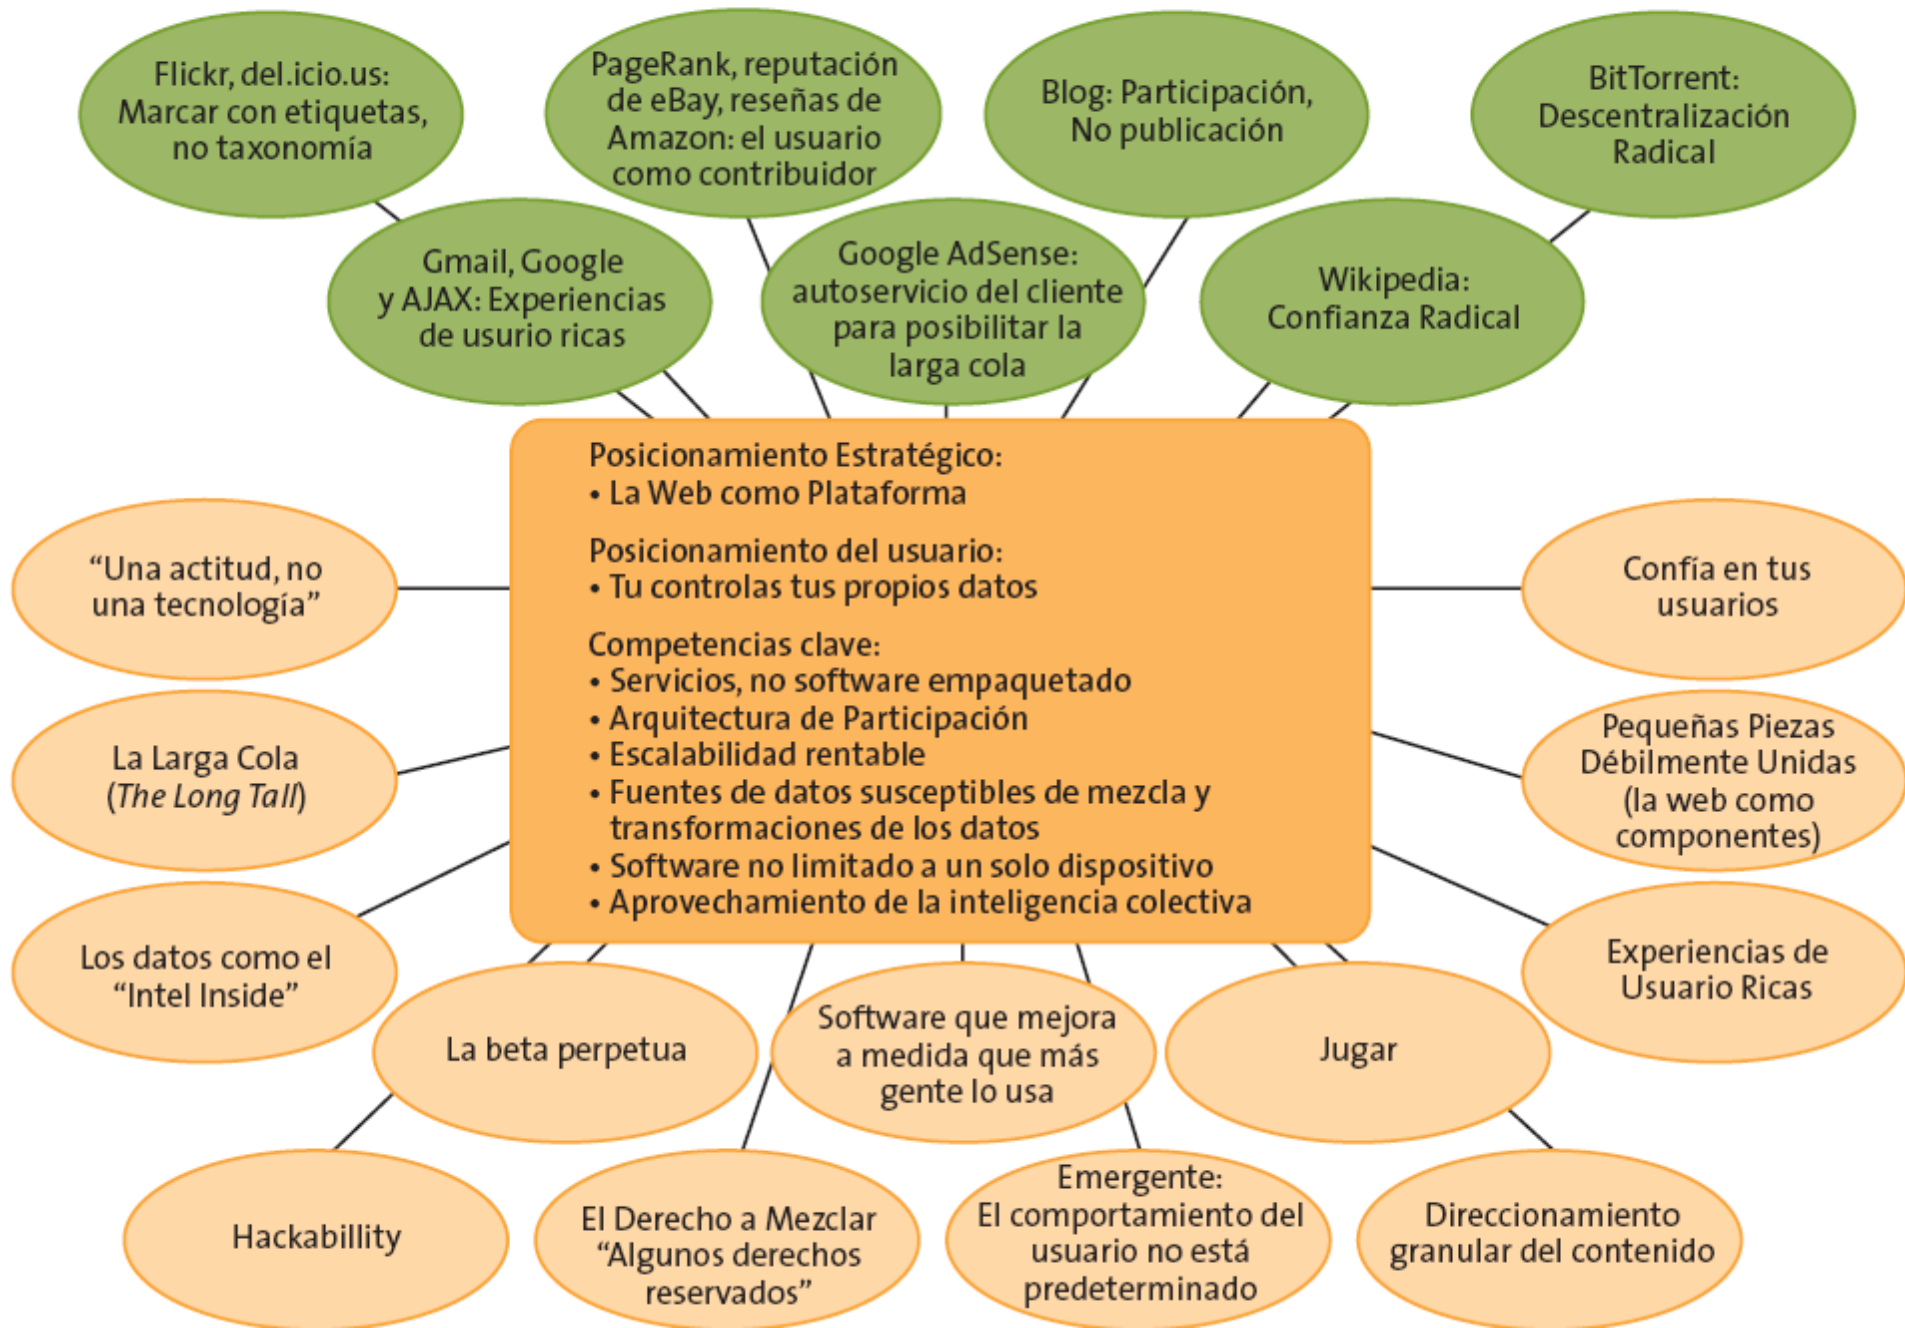 Flickr, del.icio.us:
Marcar con etiquetas,
no taxonomía
PageRank, reputación
de eBay, reseñas de
Amazon: el usuario
como contribuidor
Blog: Participación,
No publicación
BitTorrent:
Descentralización
Radical
Gmail, Google
y AJAX: Experiencias
de usurio ricas
Google AdSense:
autoservicio del cliente
para posibilitar la
larga cola
Wikipedia:
Confianza Radical
Posicionamiento Estratégico:
• La Web como Plataforma
Posicionamiento del usuario:
• Tu controlas tus propios datos
Competencias clave:
• Servicios, no software empaquetado
• Arquitectura de Participación
• Escalabilidad rentable
• Fuentes de datos susceptibles de mezcla y
transformaciones de los datos
• Software no limitado a un solo dispositivo
• Aprovechamiento de la inteligencia colectiva
“Una actitud, no
una tecnología”
La Larga Cola
(The Long Tall)
Los datos como el
“Intel Inside”
Confía en tus
usuarios
Pequeñas Piezas
Débilmente Unidas
(la web como
componentes)
Experiencias de
Usuario Ricas
La beta perpetua
Software que mejora
a medida que más
gente lo usa
Jugar
Hackabillity
El Derecho a Mezclar
“Algunos derechos
reservados”
Emergente:
El comportamiento del
usuario no está
predeterminado
Direccionamiento
granular del contenido